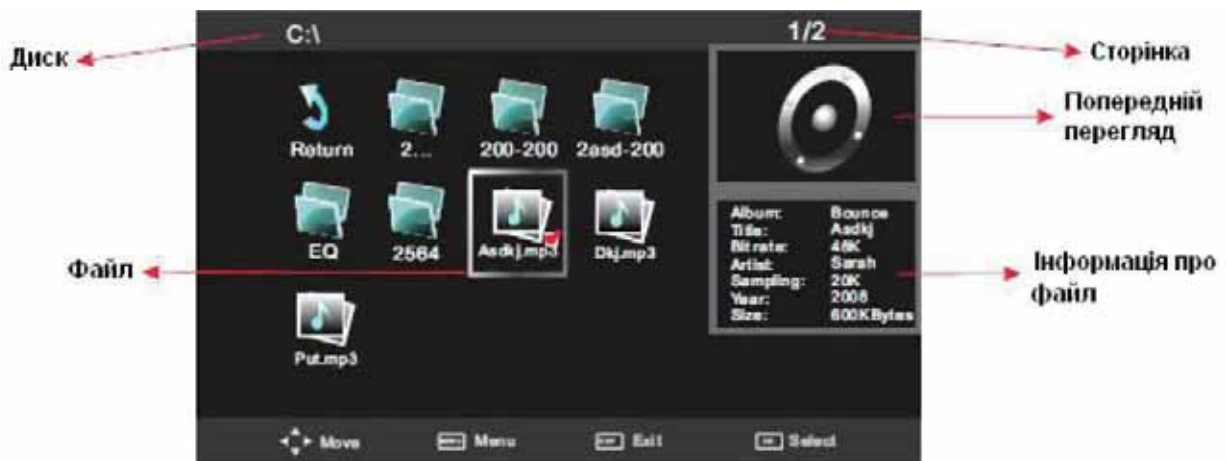 C:\ 1/2
Диск
Сторінка
Попередній
перегляд
Return 2... 200-200 2asd-200
EQ 2564 Asdkj.mp3 Dkj.mp3
Put.mp3
Файл
Album: Bounce
Title: Asdkj
Bitrate: 48K
Artist: Sarah
Sampling: 20K
Year: 2008
Size: 600KBytes
Інформація про
файл
Move Menu Exit Select